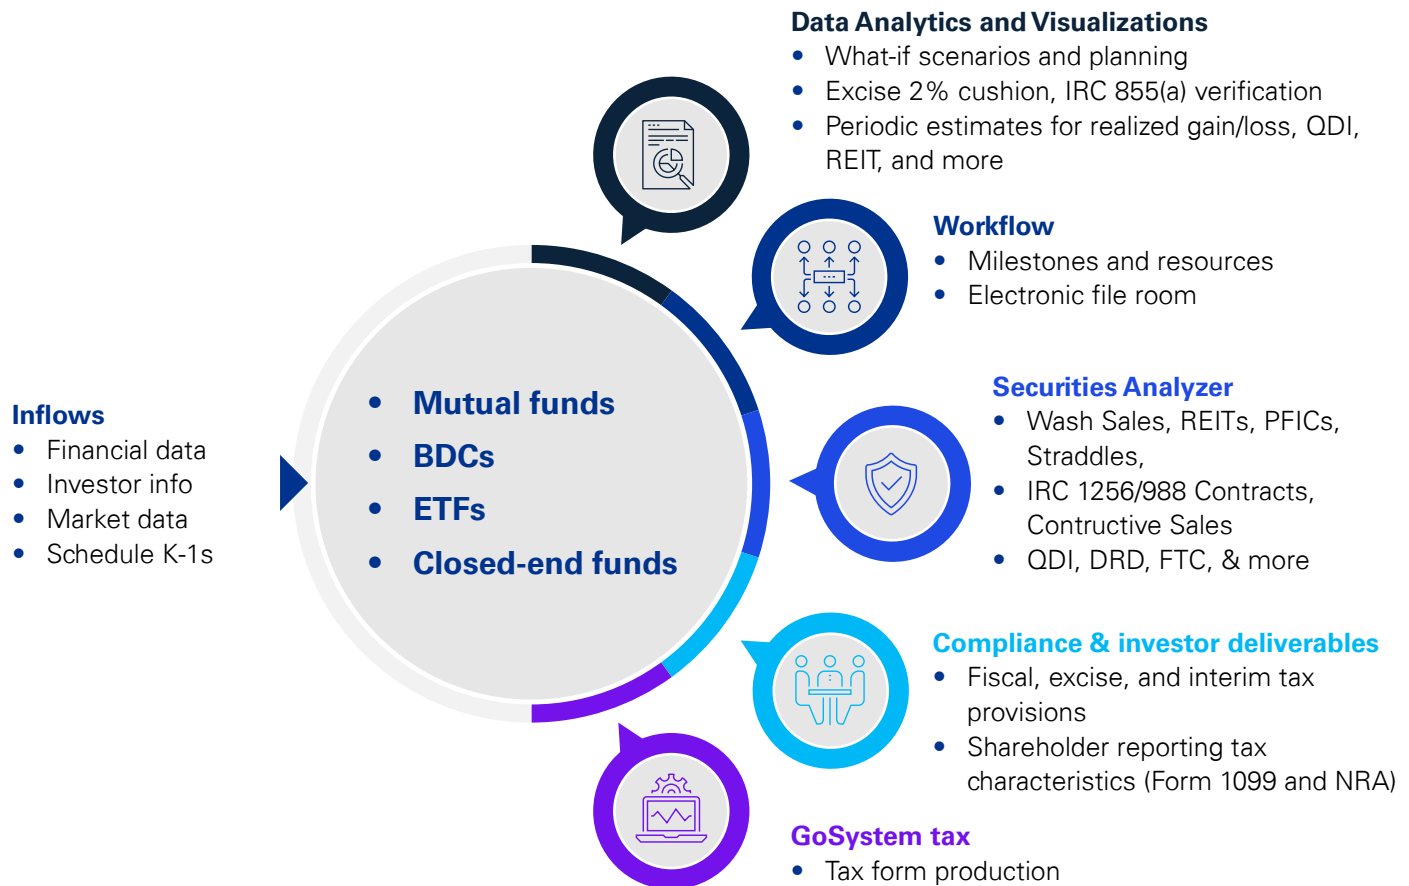 Data Analytics and Visualizations
• What-if scenarios and planning
• Excise 2% cushion, IRC 855(a) verification
• Periodic estimates for realized gain/loss, QDI,
REIT, and more
Workflow
• Milestones and resources
• Electronic file room
Inflows
• Financial data
• Investor info
• Market data
• Schedule K-1s
• Mutual funds
• BDCs
• ETFs
• Closed-end funds
Securities Analyzer
• Wash Sales, REITs, PFICs,
Straddles,
• IRC 1256/988 Contracts,
Contructive Sales
• QDI, DRD, FTC, & more
Compliance & investor deliverables
• Fiscal, excise, and interim tax
provisions
• Shareholder reporting tax
characteristics (Form 1099 and NRA)
GoSystem tax
• Tax form production